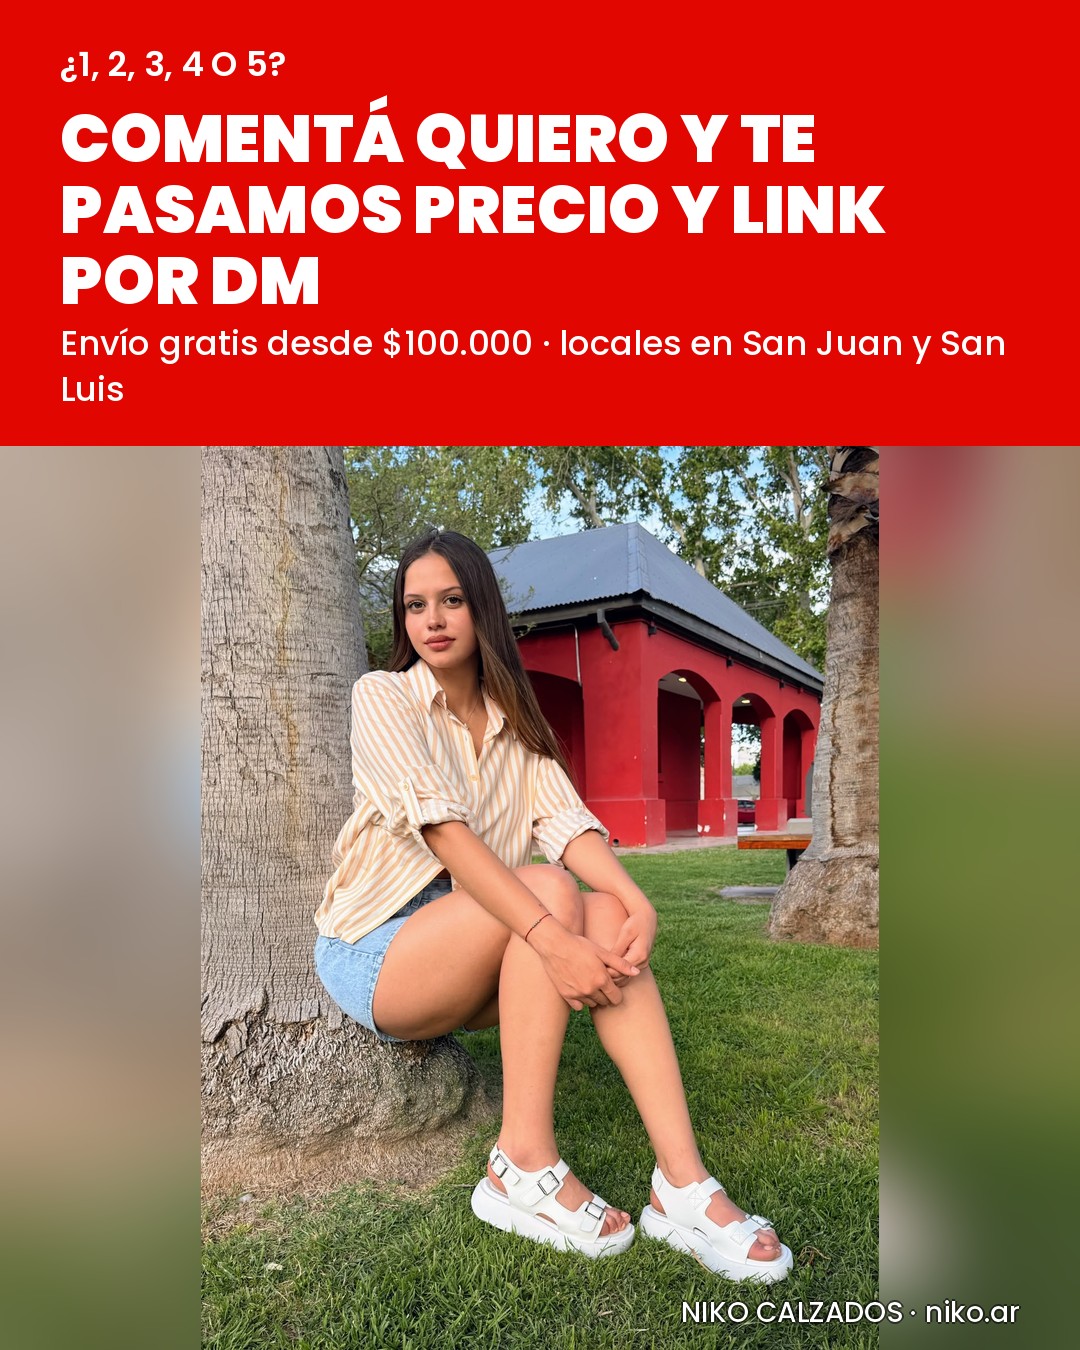 ¿1, 2, 3, 4 O 5?
COMENTÁ QUIERO Y TE
PASAMOS PRECIO Y LINK
POR DM
Envío gratis desde $100.000 · locales en San Juan y San
Luis
NIKO CALZADOS · niko.ar